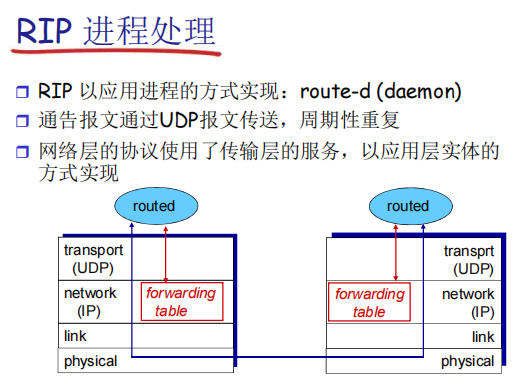 RIP 进程处理
RIP 以应用进程的方式实现：route-d (daemon)
通告报文通过UDP报文传送，周期性重复
网络层的协议使用了传输层的服务，以应用层实体的
方式实现
routed
routed
transport
(UDP)
network
(IP)
forwarding
table
link
physical
transprt
(UDP)
forwarding
table
network
(IP)
link
physical